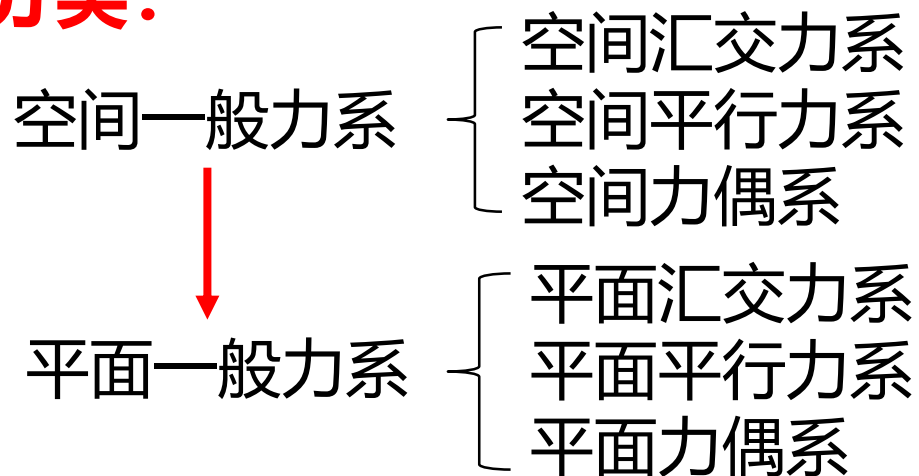 分类：
空间汇交力系
空间一般力系
空间平行力系
空间力偶系
平面汇交力系
平面一般力系
平面平行力系
平面力偶系